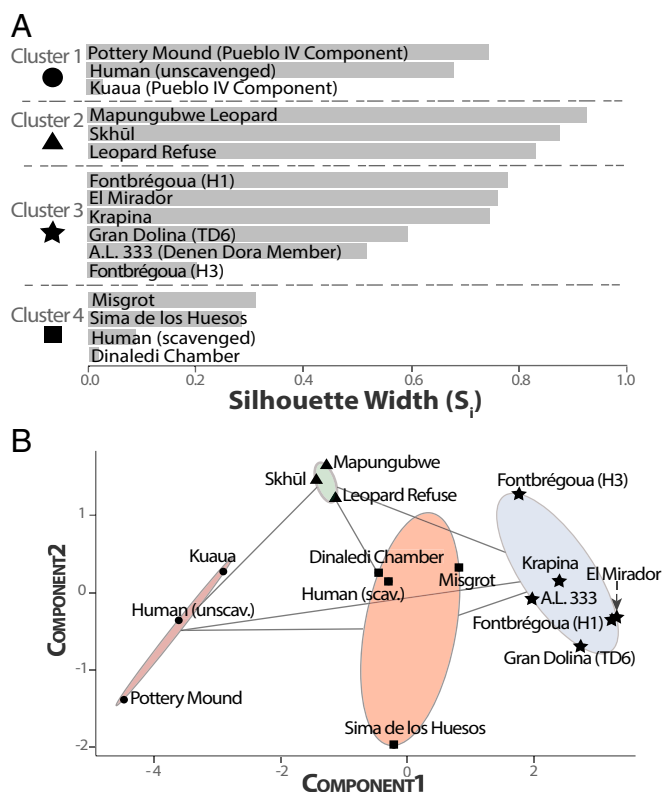 A
Cluster 1
Pottery Mound (Pueblo IV Component)
Human (unscavenged)
Kuaua (Pueblo IV Component)
Cluster 2
Mapungubwe Leopard
Skhūl
Leopard Refuse
Cluster 3
Fontbrégoua (H1)
El Mirador
Krapina
Gran Dolina (TD6)
A.L. 333 (Denen Dora Member)
Fontbrégoua (H3)
Cluster 4
Misgrot
Sima de los Huesos
Human (scavenged)
Dinaledi Chamber
0.0 0.2 0.4 0.6 0.8 1.0
Silhouette Width (Si)
B
Mapungubwe
Skhūl
Leopard Refuse
Fontbrégoua (H3)
1
Kuaua
Dinaledi Chamber
Krapina
El Mirador
Misgrot
0
Human (scav.)
A.L. 333
Human (unscav.)
Fontbrégoua (H1)
Gran Dolina (TD6)
-1
Pottery Mound
Sima de los Huesos
-2
COMPONENT2
-4 -2 0 2
COMPONENT1